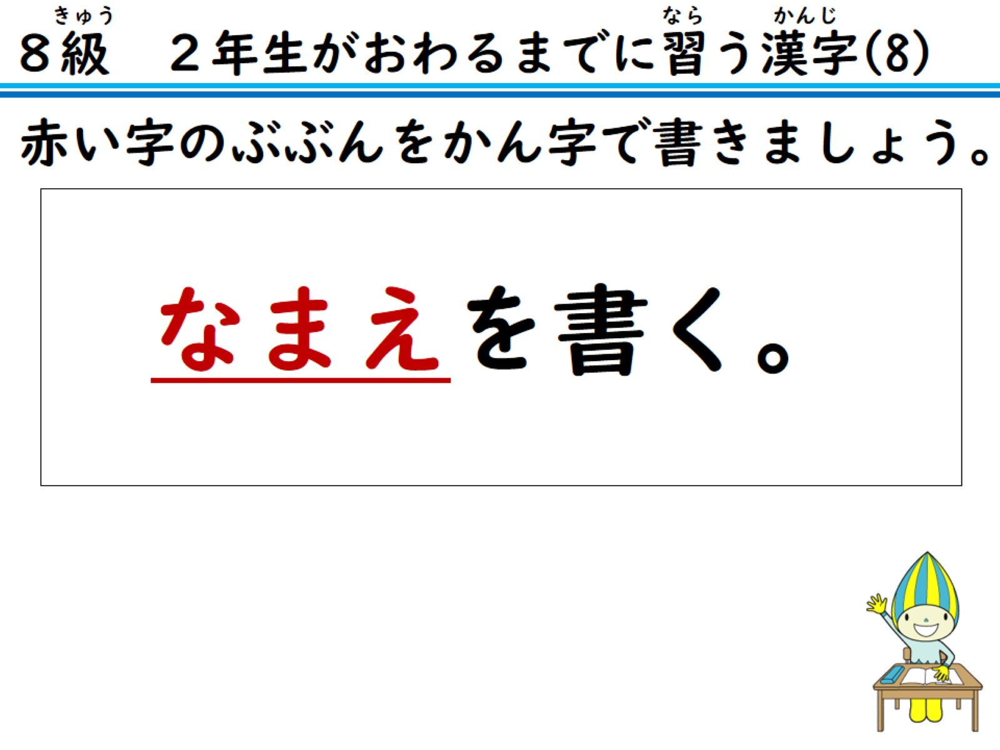 きゅう なら かんじ
8級 2年生がおわるまでに習う漢字(8)
赤い字のぶぶんをかん字で書きましょう。
なまえを書く。